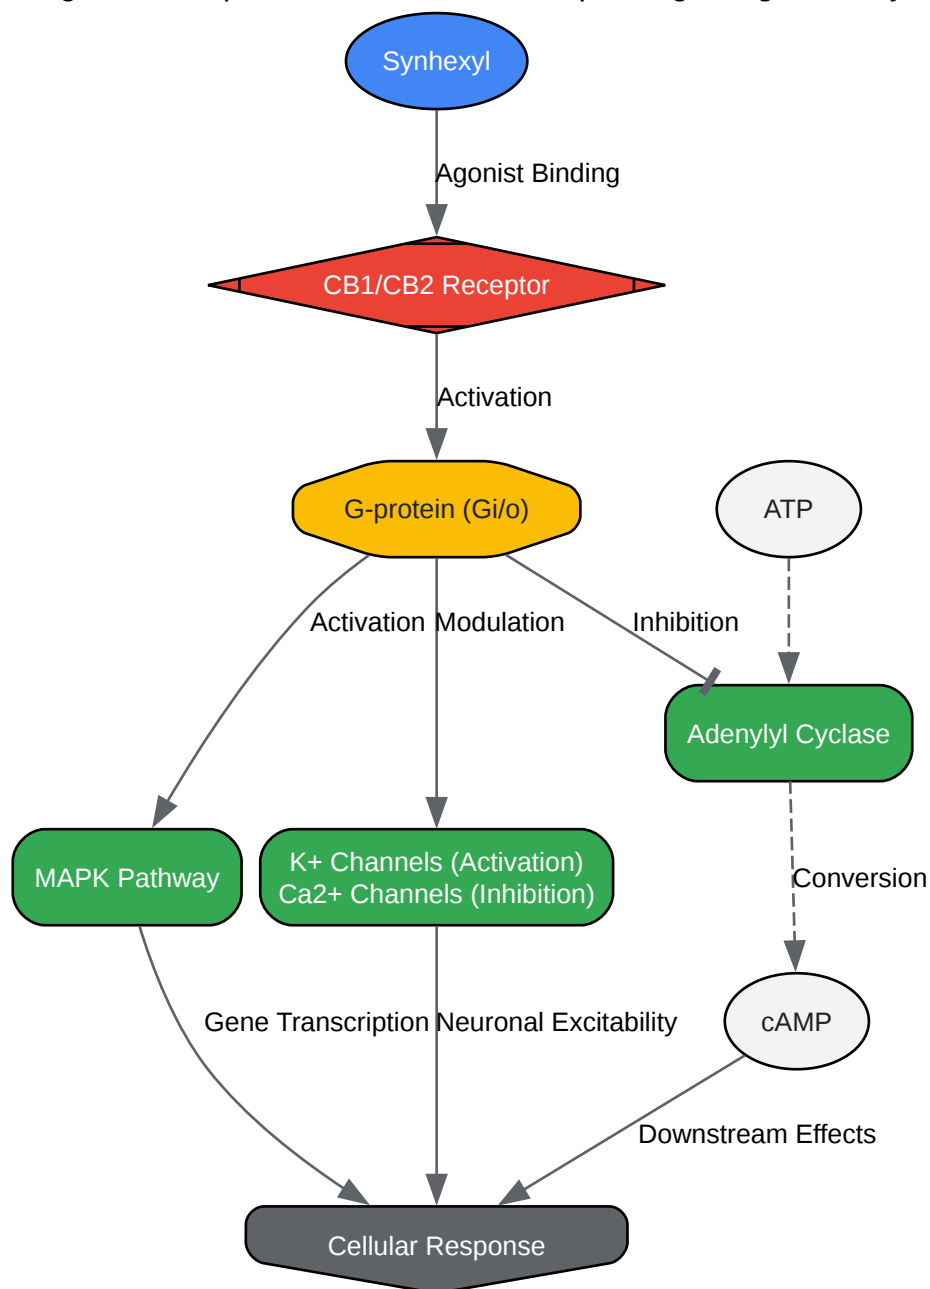 Synhexyl
Agonist Binding
CB1/CB2 Receptor
Activation
G-protein (Gi/o)
ATP
Activation
Modulation
Inhibition
Adenylyl Cyclase
MAPK Pathway
K+ Channels (Activation)
Ca2+ Channels (Inhibition)
Conversion
Gene Transcription
Neuronal Excitability
cAMP
Downstream Effects
Cellular Response